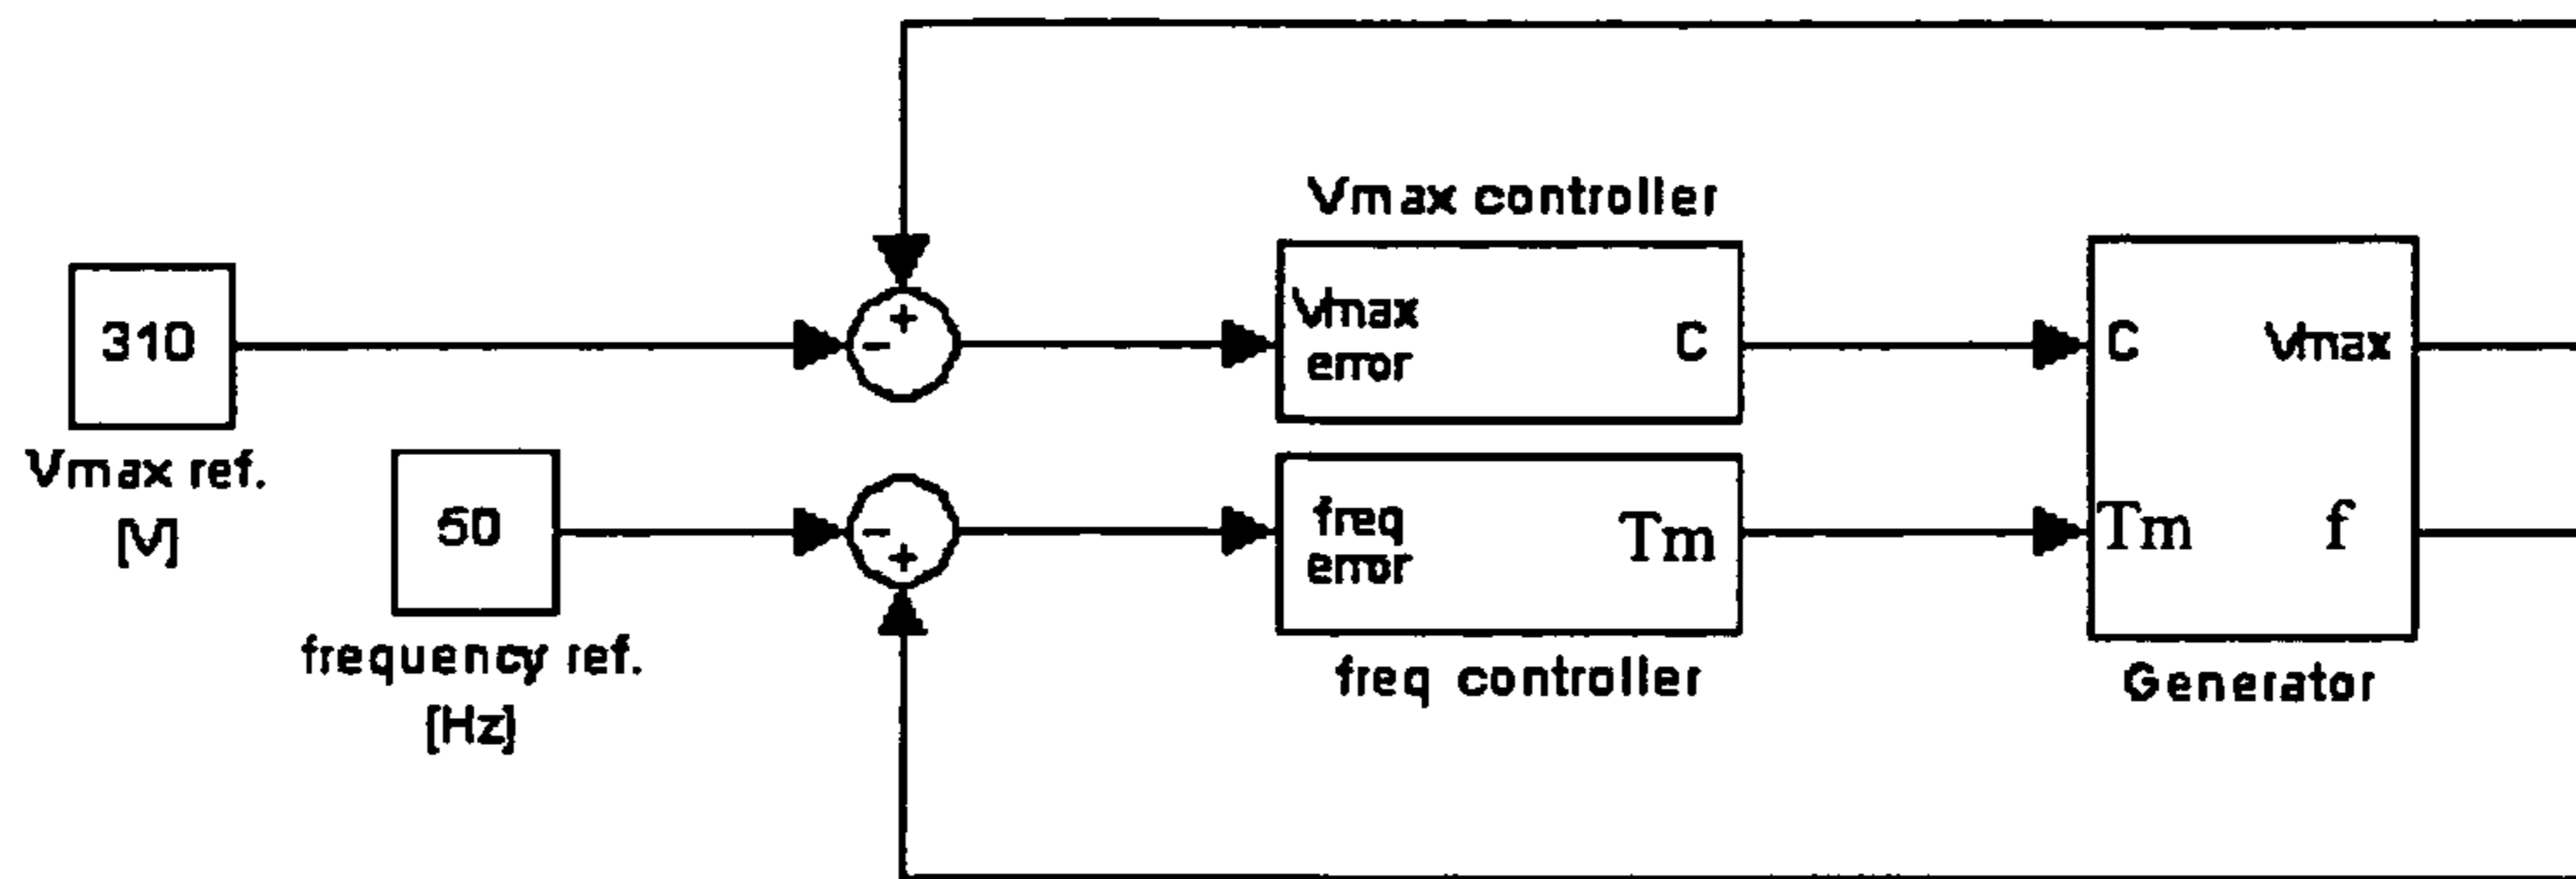 Vmax controller
310
Vmax
error
C
C
Vmax
Vmax ref.
[V]
50
freq
error
Tm
Tm
f
frequency ref.
[Hz]
freq controller
Generator
+
-
-
+